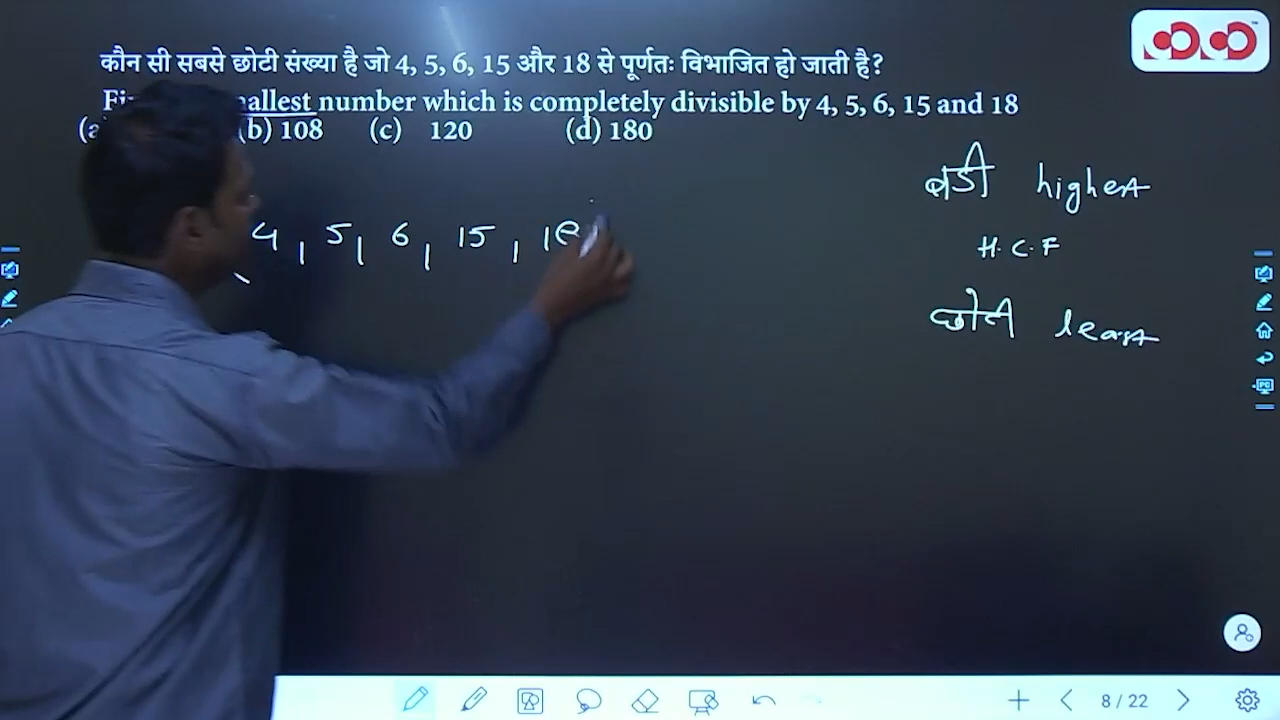 कौन सी सबसे छोटी संख्या है जो 4, 5, 6, 15 और 18 से पूर्णतः विभाजित हो जाती है?
number which is completely divisible by 4, 5, 6, 15 and 18
(b) 108 (c) 120 (d) 180
बडी highest
4, 5, 6, 15, 18
H.C.F
छोटी least
8 / 22